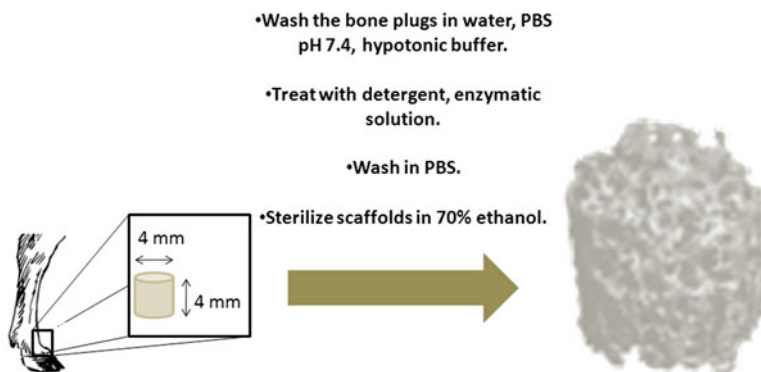 •Wash the bone plugs in water, PBS
pH 7.4, hypotonic buffer.
•Treat with detergent, enzymatic
solution.
•Wash in PBS.
•Sterilize scaffolds in 70% ethanol.
4 mm
4 mm